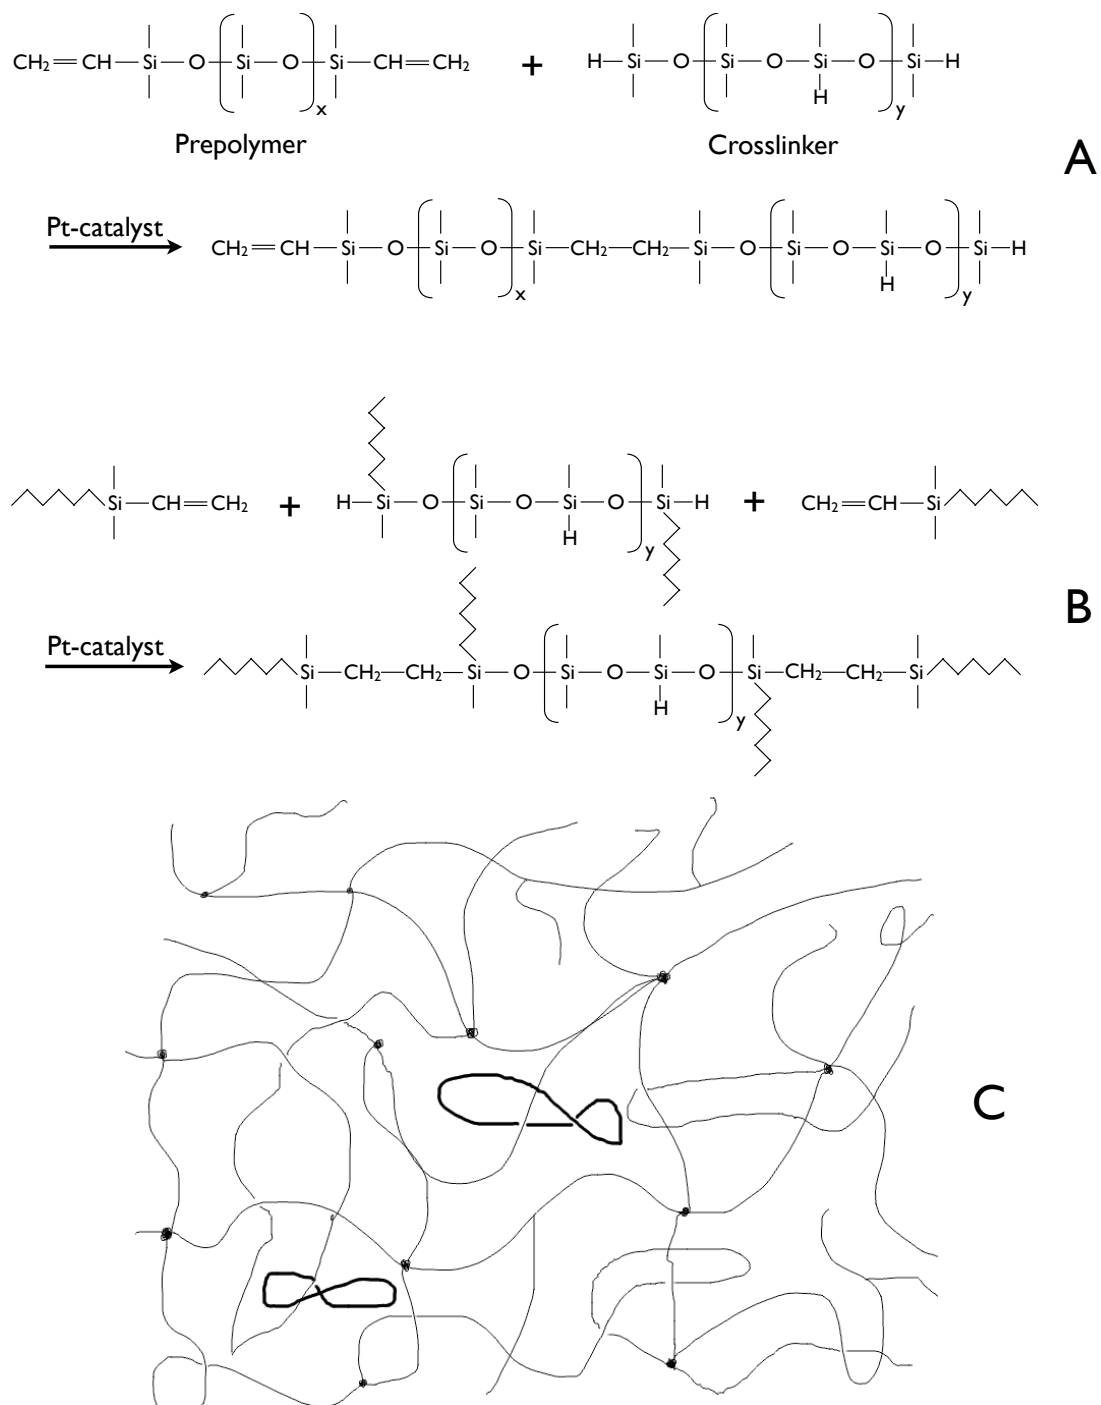 CH₂=CH—Si—O—Si—O—Si—CH=CH₂ + H—Si—O—Si—O—Si—O—Si—H
x H y
Prepolymer Crosslinker
A
Pt-catalyst
CH₂=CH—Si—O—Si—O—Si—CH₂—CH₂—Si—O—Si—O—Si—O—Si—H
x H y
Si—CH=CH₂ + H—Si—O—Si—O—Si—O—Si—H + CH₂=CH—Si
H y
B
Pt-catalyst
Si—CH₂—CH₂—Si—O—Si—O—Si—O—Si—CH₂—CH₂—Si
H y
C